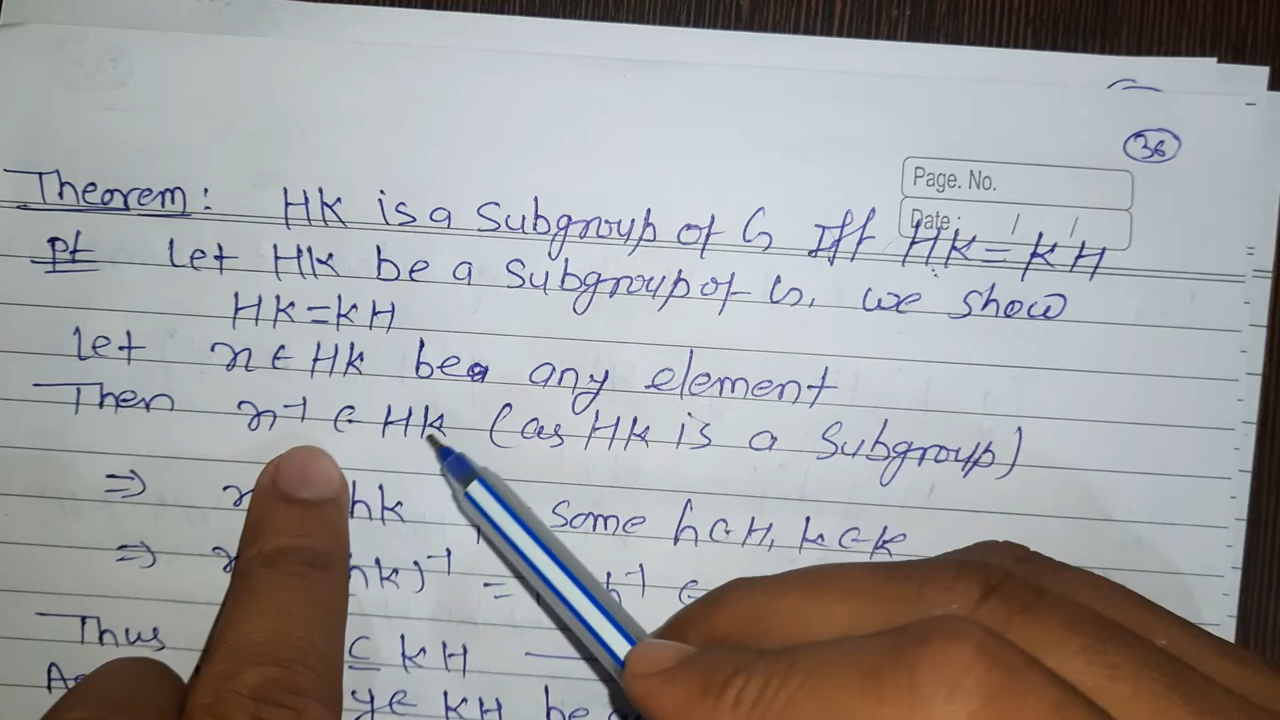 36
Page. No.
Date: / /
Theorem: HK is a subgroup of G Iff HK = KH
Pf Let HK be a subgroup of G, we show
HK = KH
Let x ∈ HK be any element
Then x⁻¹ ∈ HK (as HK is a subgroup)
⇒ hk some h ∈ H, k ∈ K
⇒ hk)⁻¹ = h⁻¹ ∈
Thus ⊆ KH
y ∈ KH be